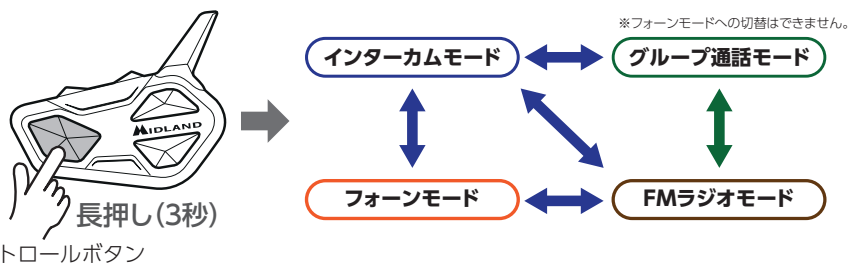 ※フォーンモードへの切替はできません。
インターカムモード
グループ通話モード
MIDLAND
フォーンモード
FMラジオモード
長押し(3秒)
トロールボタン